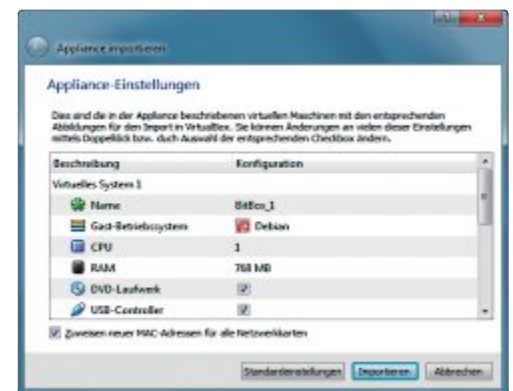 Appliance importieren
Appliance-Einstellungen
Dies sind die in der Appliance beschriebenen virtuellen Maschinen mit den entsprechenden
Abbildungen für den Import in VirtualBox. Sie können Änderungen an vielen dieser Einstellungen
mittels Doppelklick bzw. duch Auswahl der entsprechenden Checkbox ändern.
Beschreibung Konfiguration
Virtuelles System 1
Name BitBox_1
Gast-Betriebssystem Debian
CPU 1
RAM 768 MB
DVD-Laufwerk
USB-Controller
Zuweisen neuer MAC-Adressen für alle Netzwerkkarten
Standardeinstellungen Importieren Abbrechen